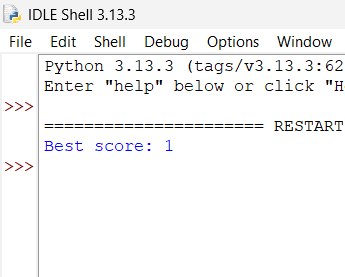 IDLE Shell 3.13.3
File Edit Shell Debug Options Window
Python 3.13.3 (tags/v3.13.3:62
Enter "help" below or click "H
>>>
====================== RESTART
Best score: 1
>>>